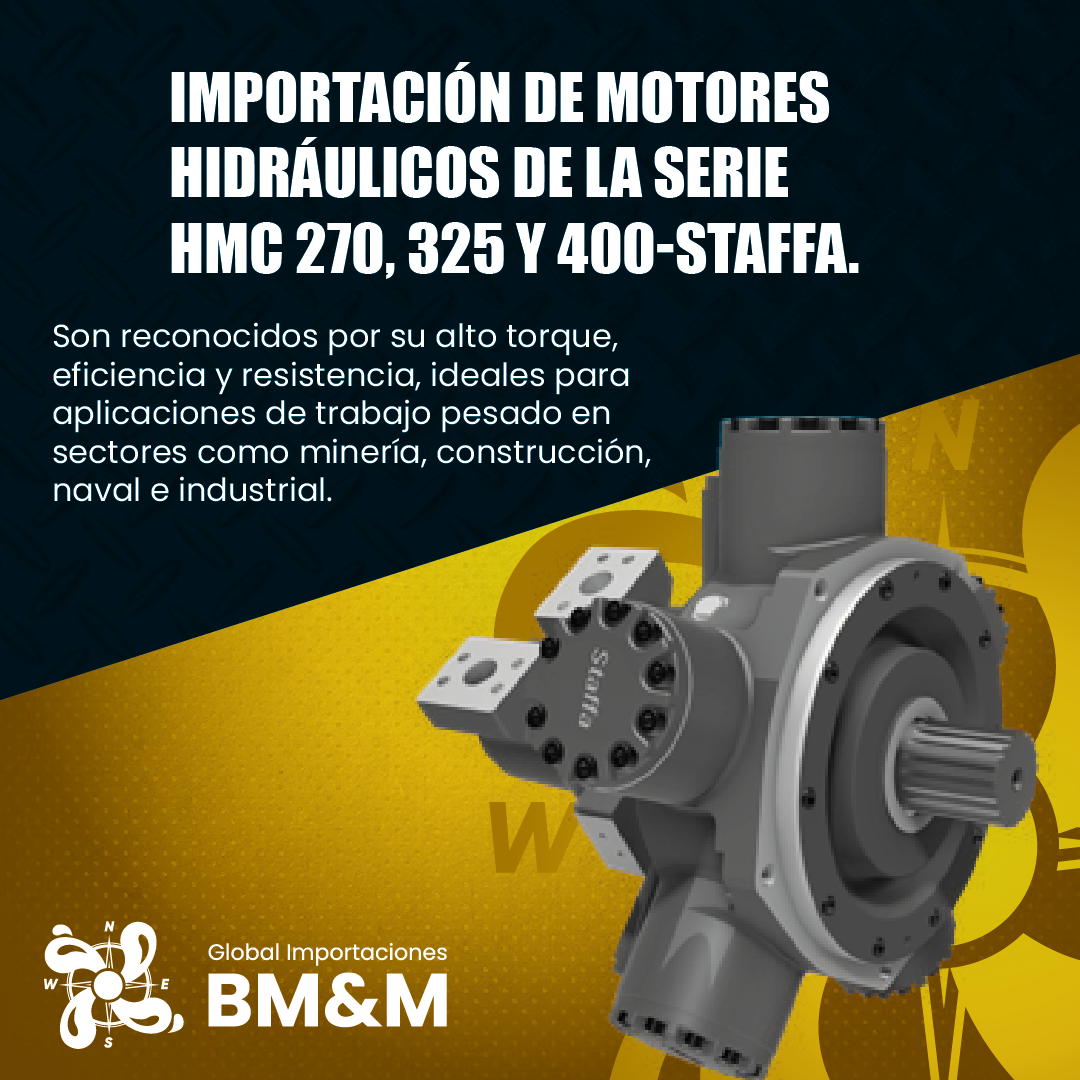 IMPORTACIÓN DE MOTORES
HIDRÁULICOS DE LA SERIE
HMC 270, 325 Y 400-STAFFA.
Son reconocidos por su alto torque,
eficiencia y resistencia, ideales para
aplicaciones de trabajo pesado en
sectores como minería, construcción,
naval e industrial.
N
Staffa
W
N
W E
S
Global Importaciones
BM&M